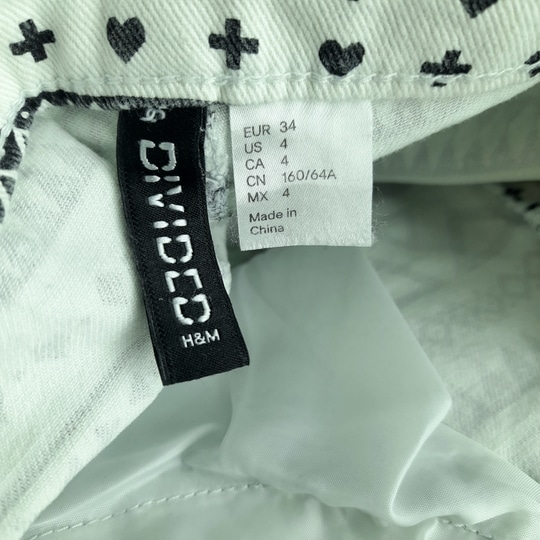 DIVIDED
H&M
EUR 34
US 4
CA 4
CN 160/64A
MX 4
Made in
China